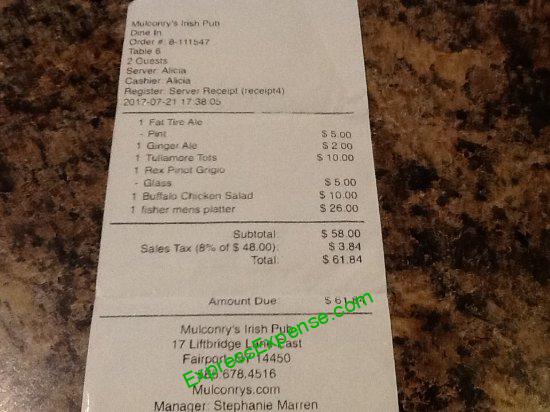 Mulconry's Irish Pub
Dine In
Order #: 8-111547
Table 6
2 Guests
Server: Alicia
Cashier: Alicia
Register: Server Receipt (receipt4)
2017-07-21 17:38:05
1 Fat Tire Ale
- Pint $ 5.00
1 Ginger Ale $ 2.00
1 Tullamore Tots $ 10.00
1 Rex Pinot Grigio
- Glass $ 5.00
1 Buffalo Chicken Salad $ 10.00
1 fisher mens platter $ 26.00
Subtotal: $ 58.00
Sales Tax (8% of $ 48.00): $ 3.84
Total: $ 61.84
Amount Due: $ 61.84
Mulconry's Irish Pub
17 Liftbridge Lane East
Fairport, 14450
678.4516
Mulconrys.com
Manager: Stephanie Marren
ExpressExpense.com